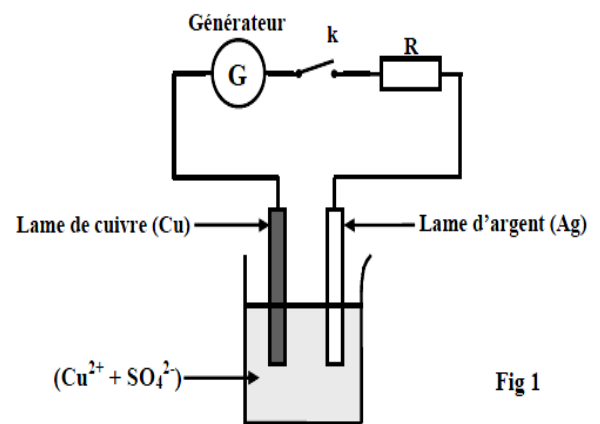 Générateur
k
R
G
Lame de cuivre (Cu)
Lame d'argent (Ag)
(Cu²⁺ + SO₄²⁻)
Fig 1